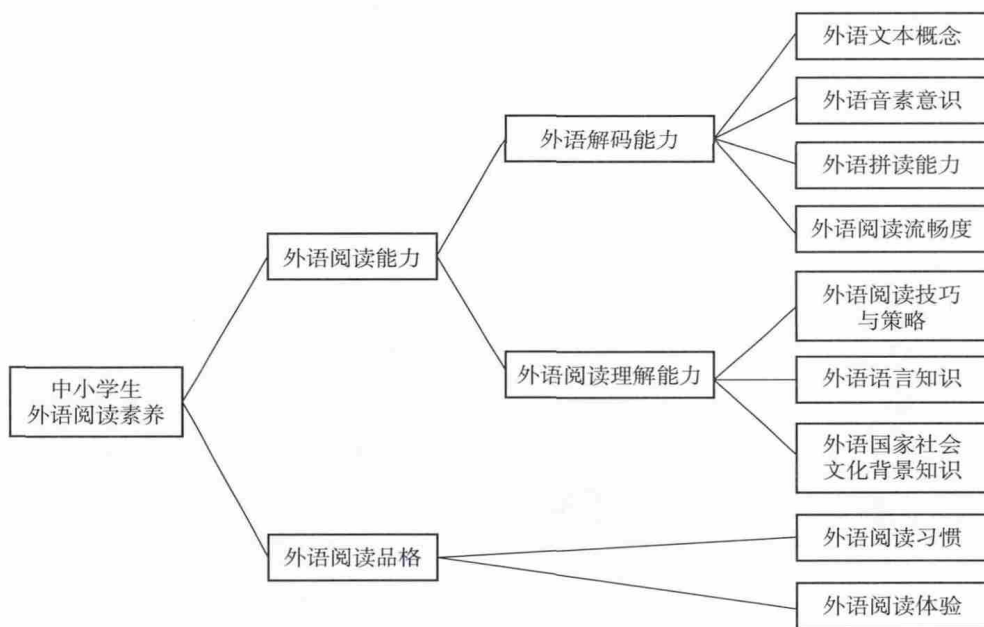 外语文本概念
外语音素意识
外语解码能力
外语拼读能力
外语阅读流畅度
外语阅读能力
外语阅读技巧
与策略
外语阅读理解能力
外语语言知识
中小学生
外语阅读素养
外语国家社会
文化背景知识
外语阅读习惯
外语阅读品格
外语阅读体验